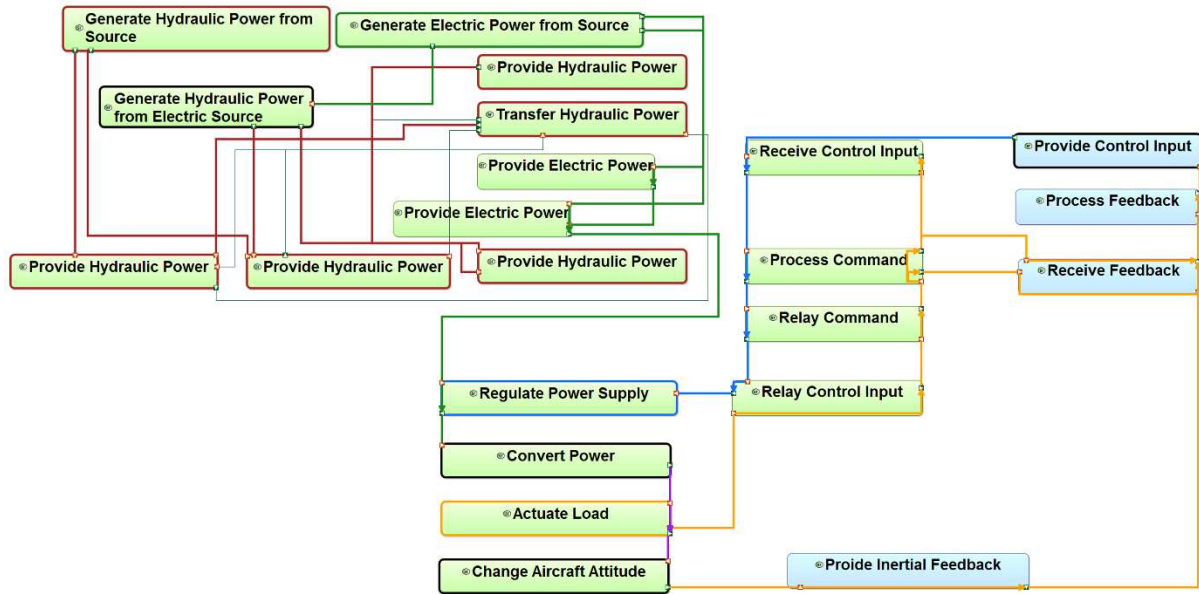 Generate Hydraulic Power from
Source
Generate Electric Power from Source
Provide Hydraulic Power
Generate Hydraulic Power
from Electric Source
Transfer Hydraulic Power
Provide Electric Power
Provide Electric Power
Provide Hydraulic Power
Provide Hydraulic Power
Provide Hydraulic Power
Receive Control Input
Provide Control Input
Process Feedback
Process Command
Receive Feedback
Relay Command
Regulate Power Supply
Relay Control Input
Convert Power
Actuate Load
Change Aircraft Attitude
Proide Inertial Feedback